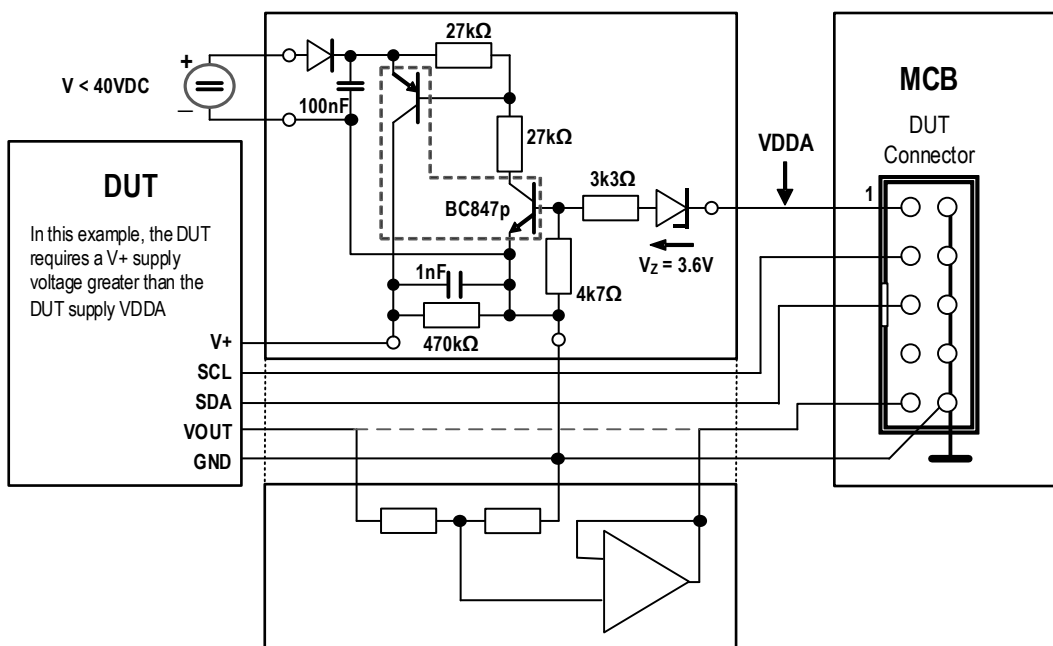 27kΩ
V < 40VDC
+
–
100nF
27kΩ
MCB
DUT
Connector
VDDA
1
DUT
In this example, the DUT
requires a V+ supply
voltage greater than the
DUT supply VDDA
BC847p
3k3Ω
VZ = 3.6V
1nF
4k7Ω
470kΩ
V+
SCL
SDA
VOUT
GND